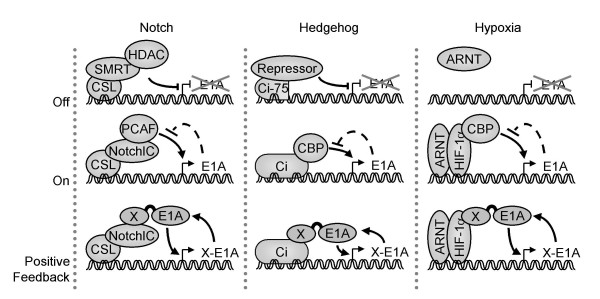 Notch Hedgehog Hypoxia
HDAC
SMRT
CSL
E1A
Repressor
Ci-75
E1A
ARNT
E1A
Off
PCAF
NotchIC
CSL
E1A
CBP
Ci
E1A
ARNT
HIF-1α
CBP
E1A
On
X E1A
NotchIC
CSL
X-E1A
X E1A
Ci
X-E1A
ARNT
HIF-1α
X E1A
X-E1A
Positive
Feedback